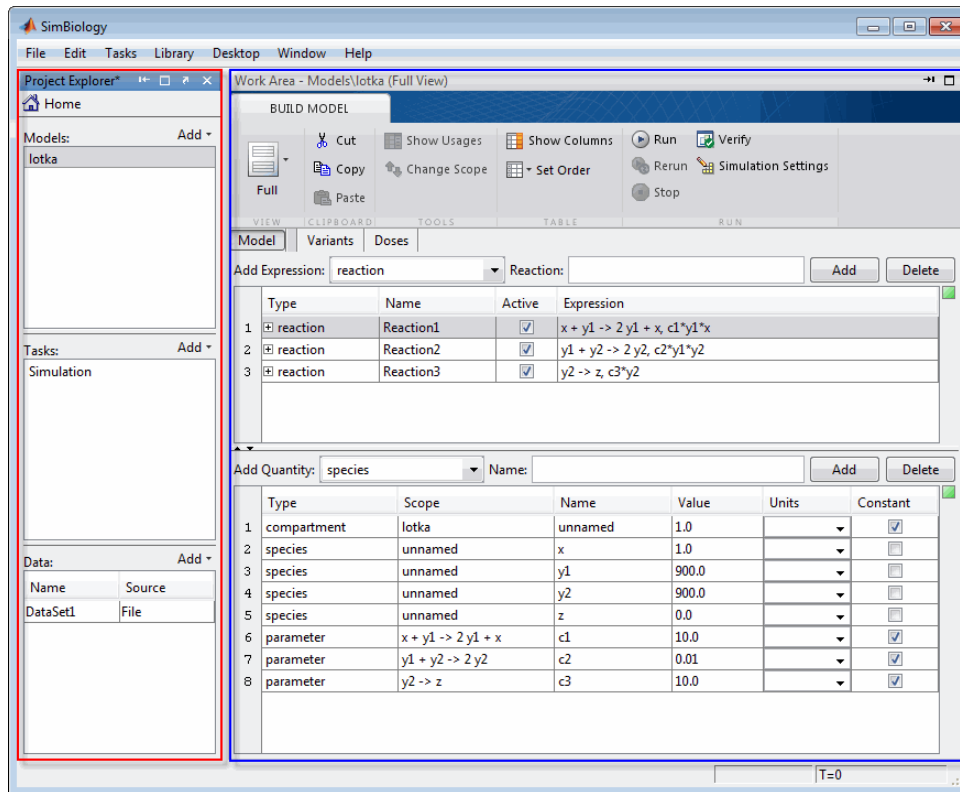 SimBiology
File Edit Tasks Library Desktop Window Help
Project Explorer*
Home
Models: Add
lotka
Tasks: Add
Simulation
Data: Add
Name Source
DataSet1 File
Work Area - Models\lotka (Full View)
BUILD MODEL
Full
VIEW
Cut
Copy
Paste
CLIPBOARD
Show Usages
Change Scope
TOOLS
Show Columns
Set Order
TABLE
Run Verify
Rerun Simulation Settings
Stop
RUN
Model Variants Doses
Add Expression: reaction Reaction: Add Delete
Type Name Active Expression
1 reaction Reaction1 x + y1 -> 2 y1 + x, c1*y1*x
2 reaction Reaction2 y1 + y2 -> 2 y2, c2*y1*y2
3 reaction Reaction3 y2 -> z, c3*y2
Add Quantity: species Name: Add Delete
Type Scope Name Value Units Constant
1 compartment lotka unnamed 1.0
2 species unnamed x 1.0
3 species unnamed y1 900.0
4 species unnamed y2 900.0
5 species unnamed z 0.0
6 parameter x + y1 -> 2 y1 + x c1 10.0
7 parameter y1 + y2 -> 2 y2 c2 0.01
8 parameter y2 -> z c3 10.0
T=0